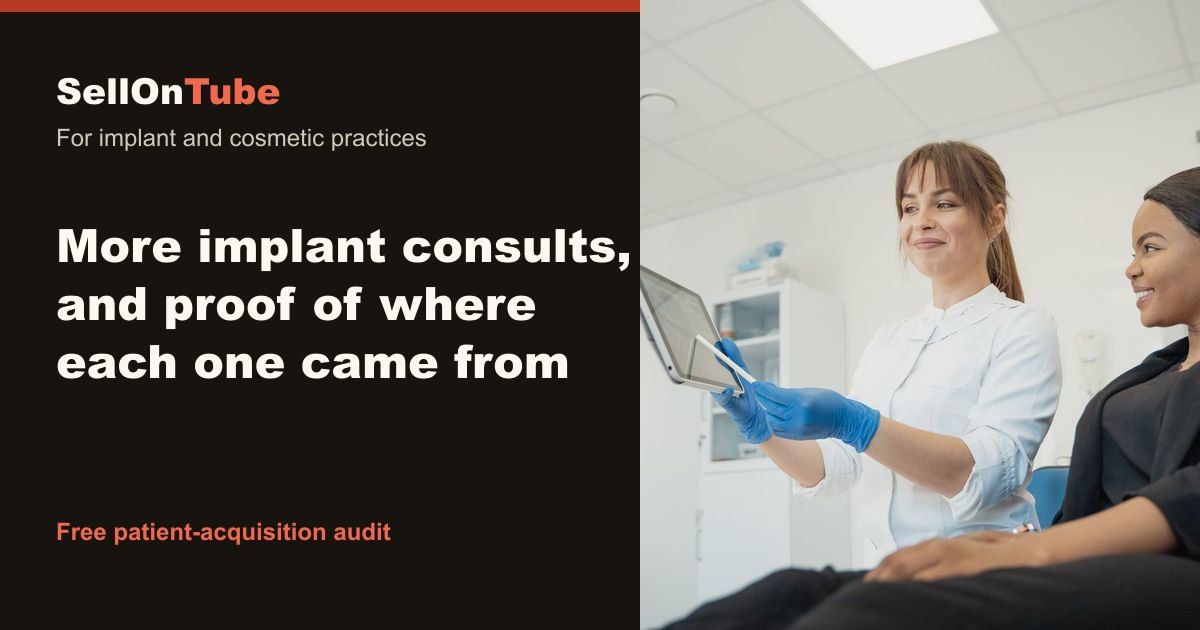 SellOnTube
For implant and cosmetic practices
More implant consults,
and proof of where
each one came from
Free patient-acquisition audit